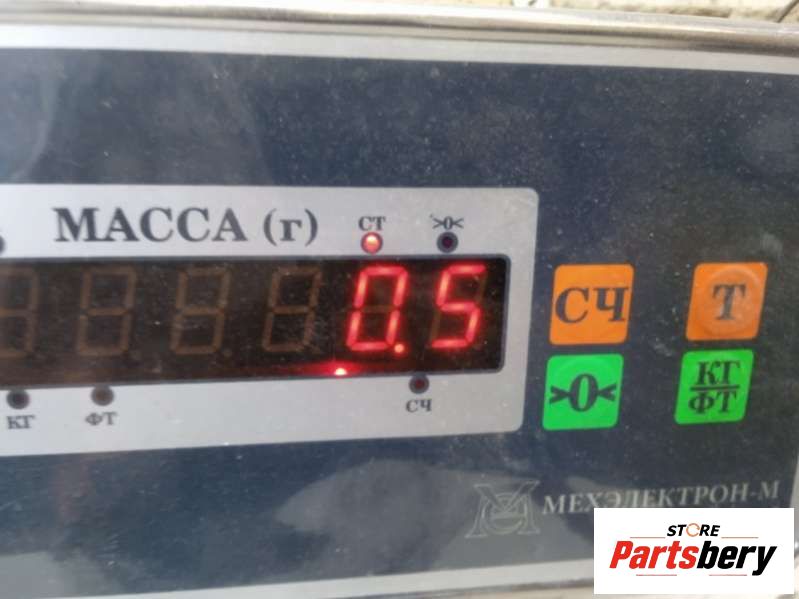 МАССА (г)
СТ
>0<
0.5
СЧ
Т
>0<
КГ
ФТ
КГ
ФТ
СЧ
МЕХЭЛЕКТРОН-М
STORE
Partsbery